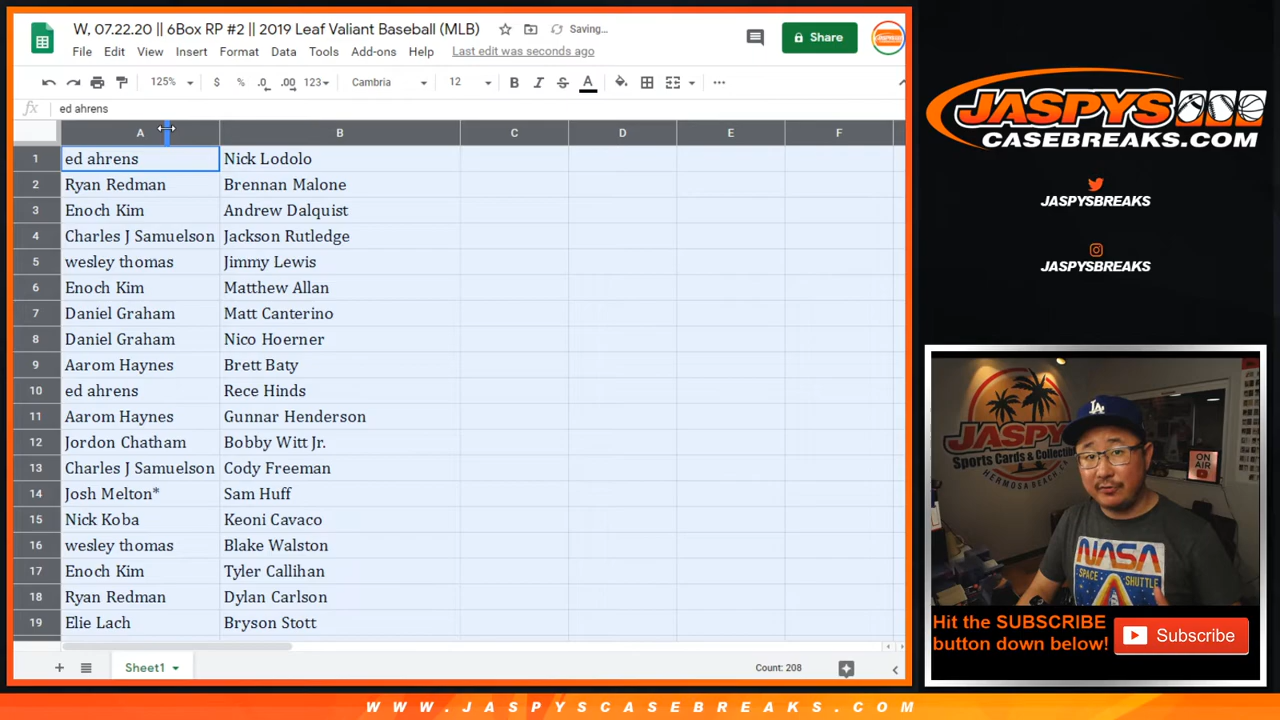 W, 07.22.20 || 6Box RP #2 || 2019 Leaf Valiant Baseball (MLB)
Saving...
Share
File Edit View Insert Format Data Tools Add-ons Help Last edit was seconds ago
125% $ % .0 .00 123 Cambria 12 B I S A
fx ed ahrens
A B C D E F
1 ed ahrens Nick Lodolo
2 Ryan Redman Brennan Malone
3 Enoch Kim Andrew Dalquist
4 Charles J Samuelson Jackson Rutledge
5 wesley thomas Jimmy Lewis
6 Enoch Kim Matthew Allan
7 Daniel Graham Matt Canterino
8 Daniel Graham Nico Hoerner
9 Aarom Haynes Brett Baty
10 ed ahrens Rece Hinds
11 Aarom Haynes Gunnar Henderson
12 Jordon Chatham Bobby Witt Jr.
13 Charles J Samuelson Cody Freeman
14 Josh Melton* Sam Huff
15 Nick Koba Keoni Cavaco
16 wesley thomas Blake Walston
17 Enoch Kim Tyler Callihan
18 Ryan Redman Dylan Carlson
19 Elie Lach Bryson Stott
Sheet1
Count: 208
JASPYS
CASEBREAKS.COM
JASPYSBREAKS
JASPYSBREAKS
JASPYS
Sports Cards & Collectibles
HERMOSA BEACH, CA
ON
AIR
LA
NASA
SPACE SHUTTLE
Hit the SUBSCRIBE
button down below!
Subscribe
WWW.JASPYSCASEBREAKS.COM